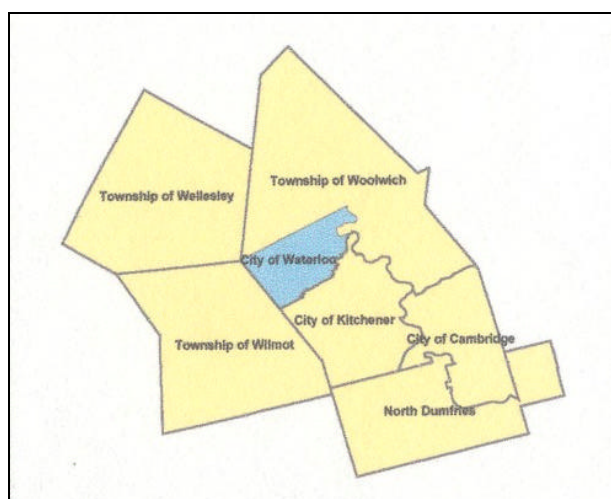 Township of Woolwich
Township of Wellesley
City of Waterloo
City of Kitchener
Township of Wilmot
City of Cambridge
North Dumfries